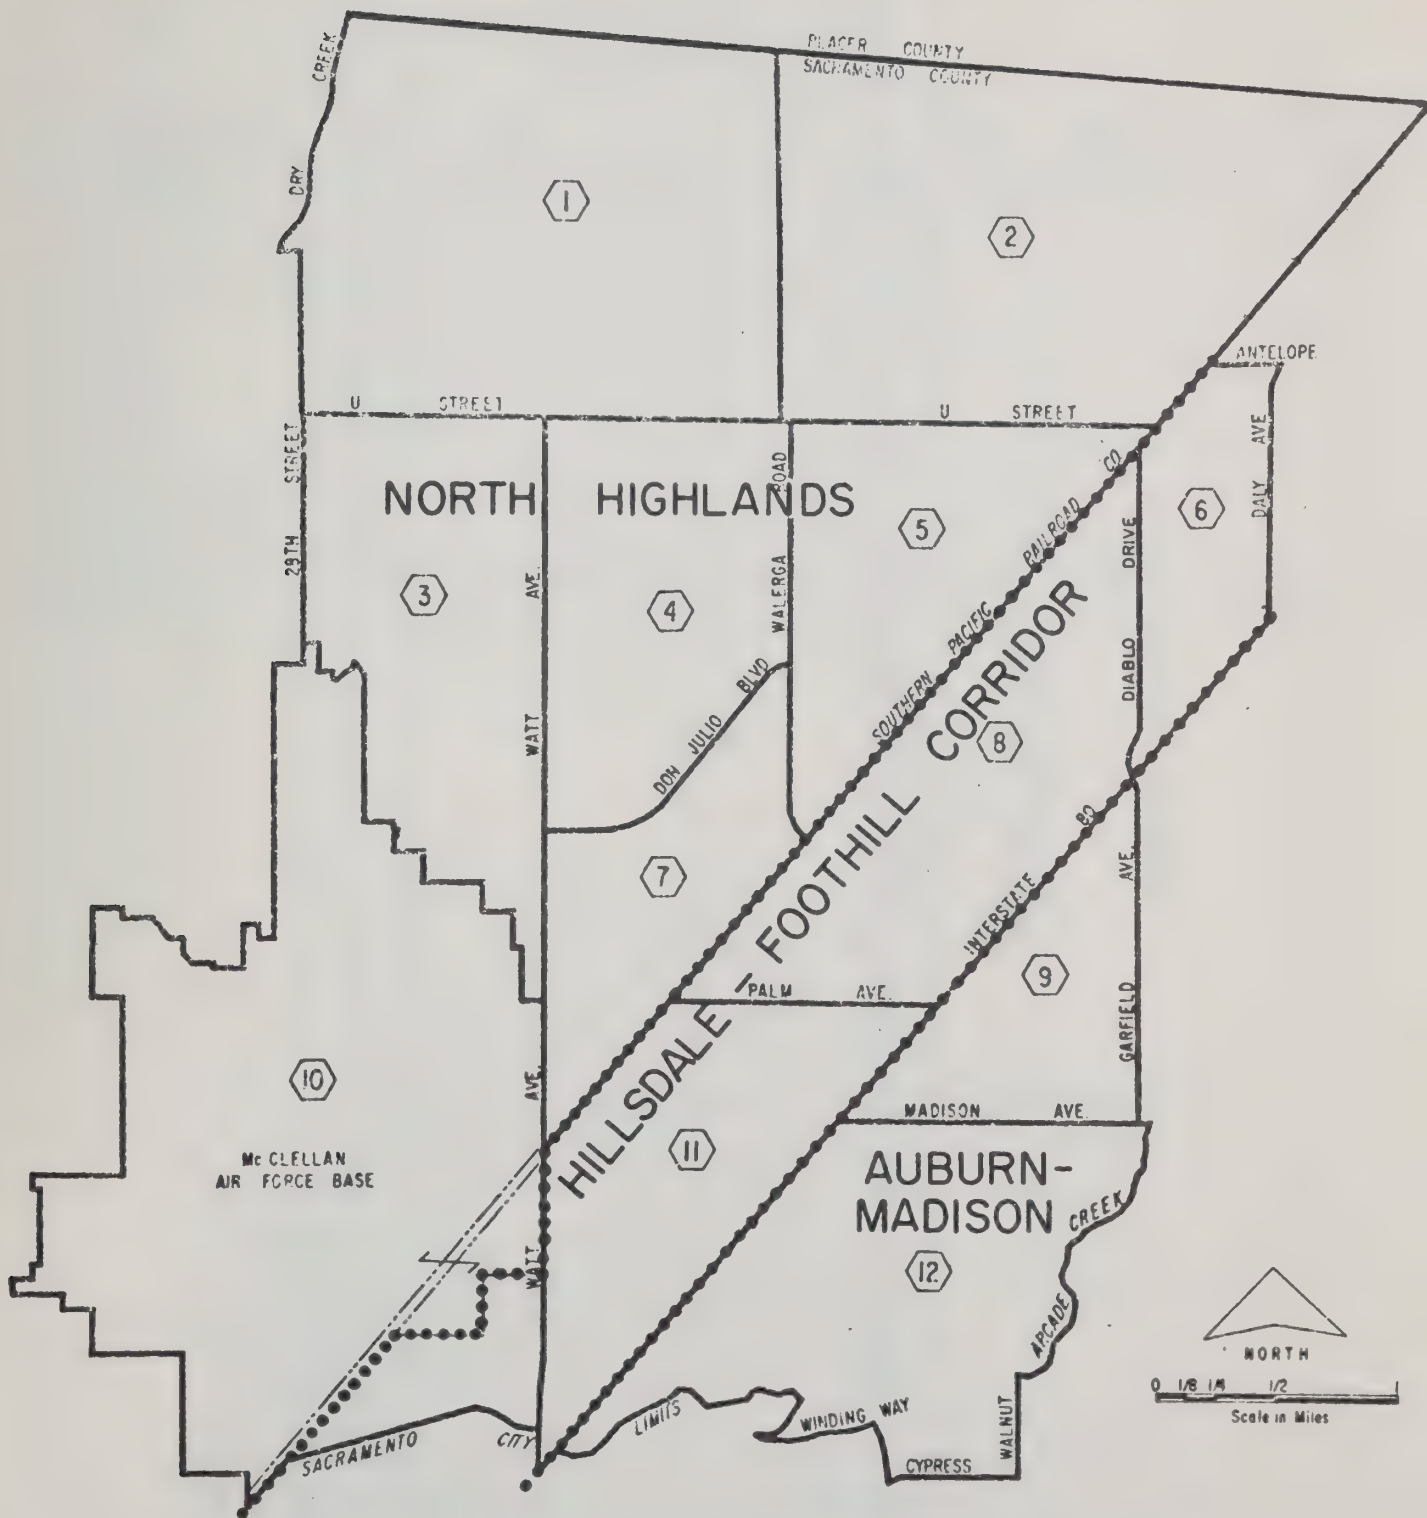 PLACER COUNTY
SACRAMENTO COUNTY
DRY CREEK
1
2
ANTELOPE
U STREET
U STREET
29TH STREET
NORTH HIGHLANDS
WALERGA ROAD
CO.
DALY AVE
6
5
RAILROAD
DIABLO DRIVE
3
WATT AVE.
4
PACIFIC
SOUTHERN
DON JULIO BLVD
8
HILLSDALE - FOOTHILL CORRIDOR
INTERSTATE 80
7
GARFIELD AVE.
9
PALM AVE.
10
WATT AVE.
MADISON AVE.
Mc CLELLAN
AIR FORCE BASE
11
AUBURN-
MADISON
ARCADE CREEK
12
NORTH
0 1/8 1/4 1/2 1
Scale in Miles
SACRAMENTO CITY LIMITS
WINDING WAY
WALNUT
CYPRESS